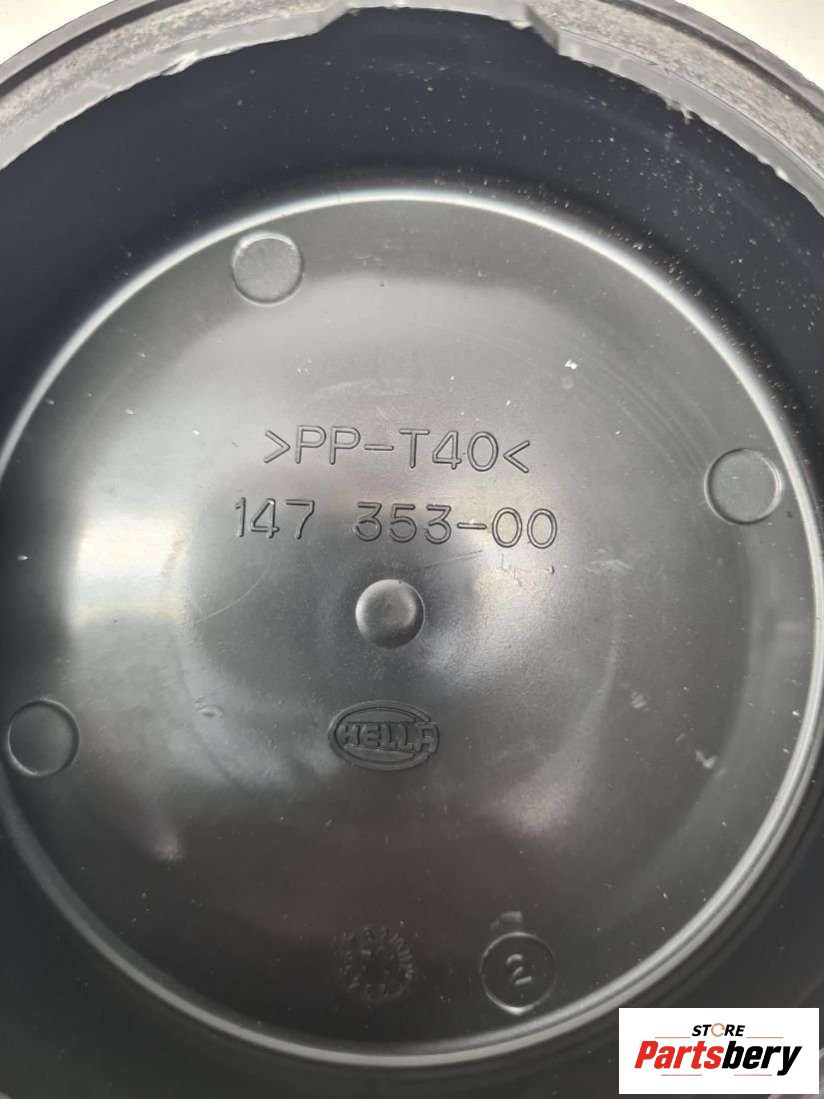 >PP-T40<
147 353-00
HELLA
2
STORE
Partsbery